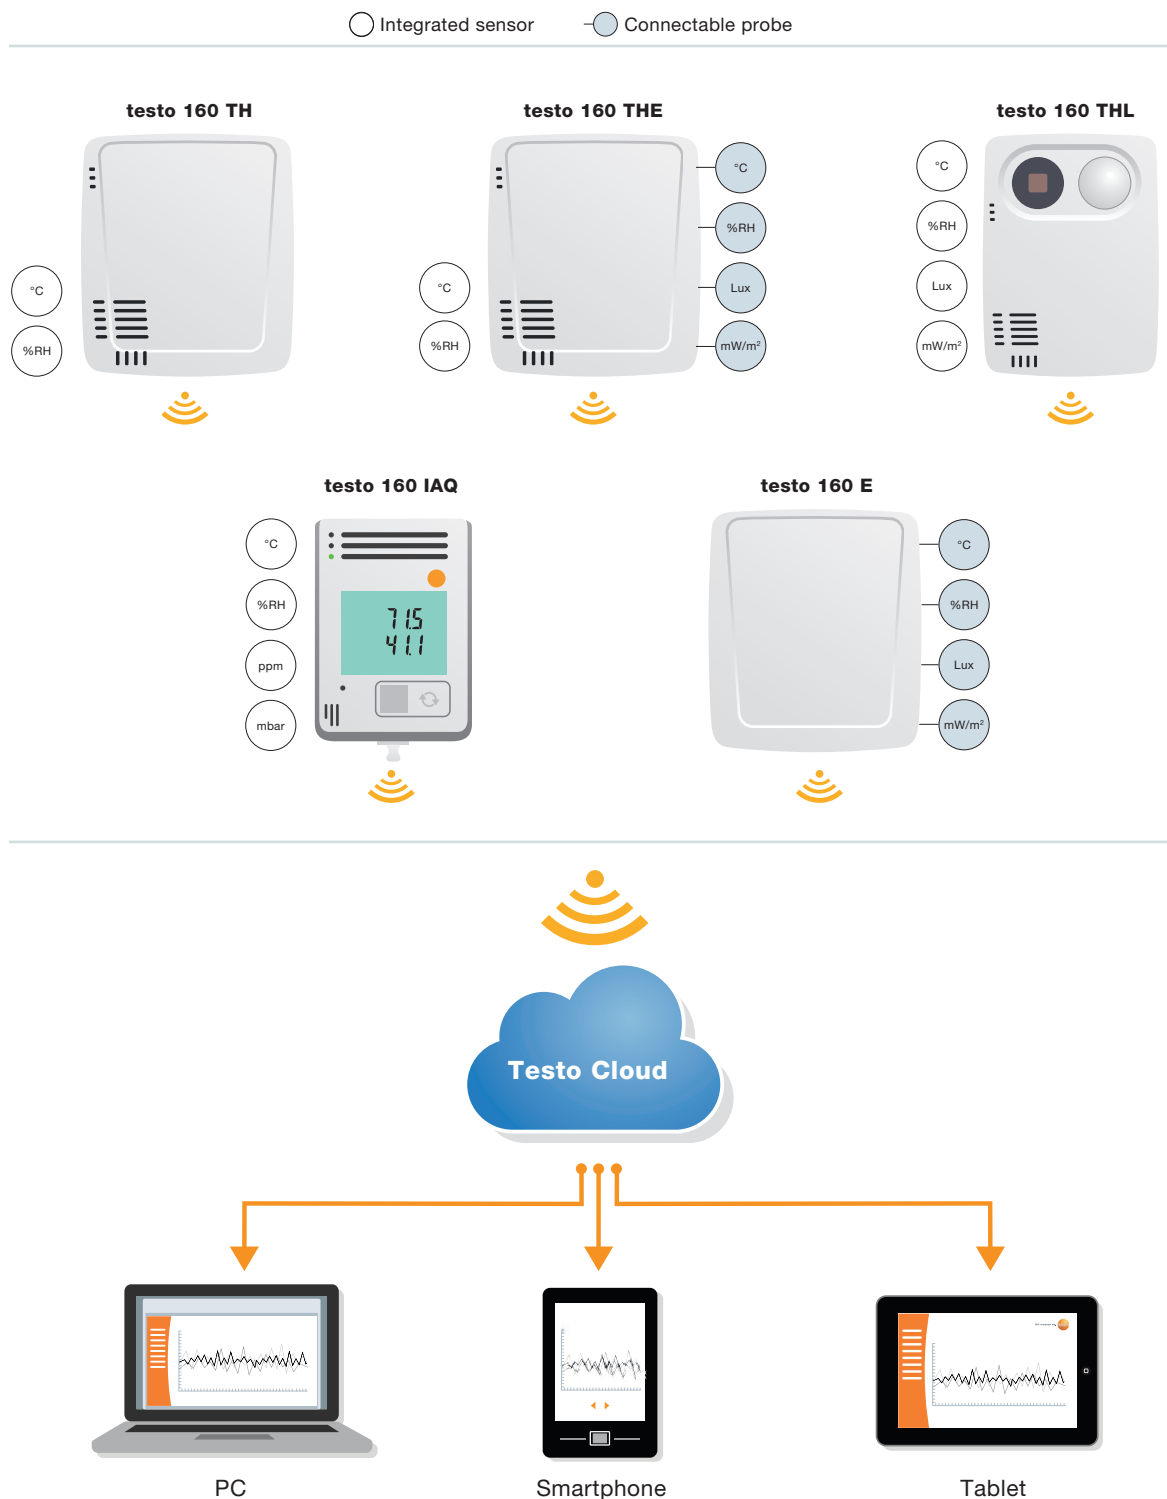 Integrated sensor
Connectable probe
testo 160 TH
testo 160 THE
testo 160 THL
°C
%RH
°C
%RH
°C
%RH
Lux
mW/m²
°C
%RH
Lux
mW/m²
testo 160 IAQ
testo 160 E
°C
%RH
ppm
mbar
71.5
41.1
°C
%RH
Lux
mW/m²
Testo Cloud
PC
Smartphone
Tablet